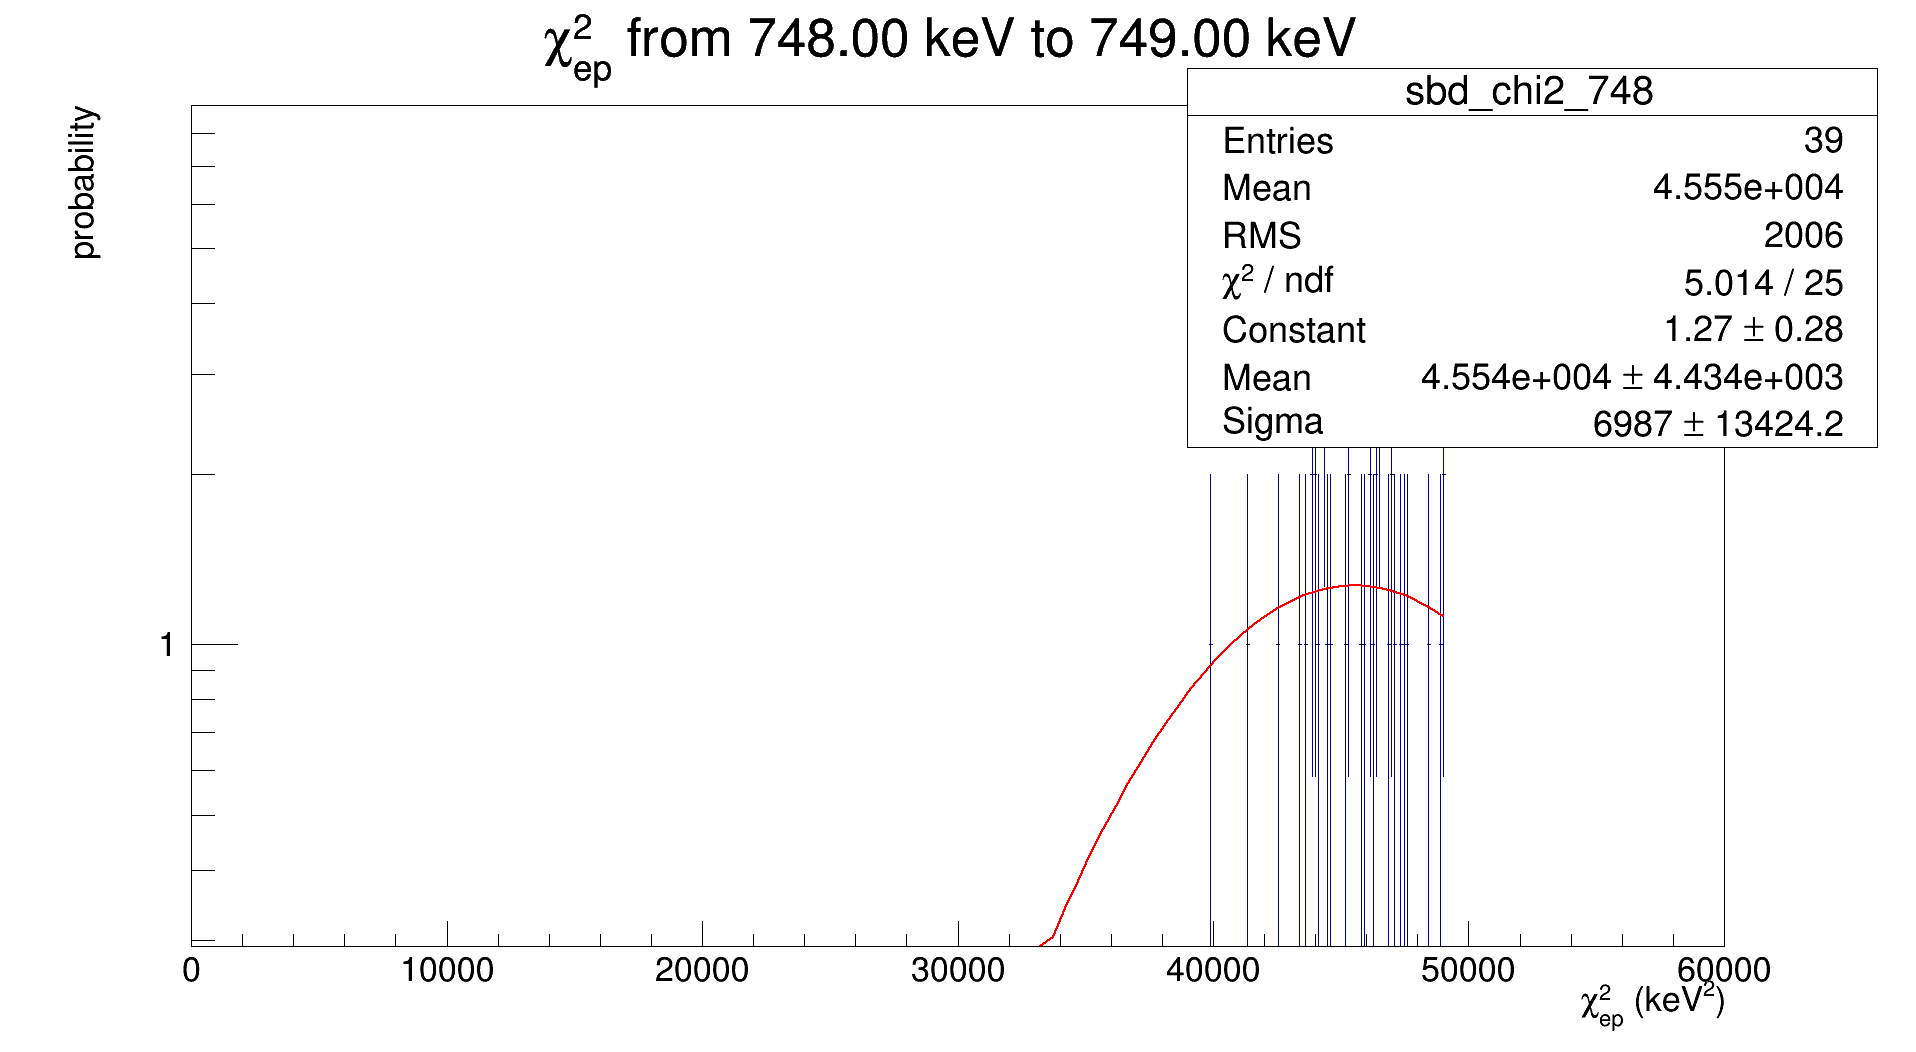 χ²ep from 748.00 keV to 749.00 keV
probability
sbd_chi2_748
Entries 39
Mean 4.555e+004
RMS 2006
χ² / ndf 5.014 / 25
Constant 1.27 ± 0.28
Mean 4.554e+004 ± 4.434e+003
Sigma 6987 ± 13424.2
1
0 10000 20000 30000 40000 50000 60000
χ²ep (keV²)